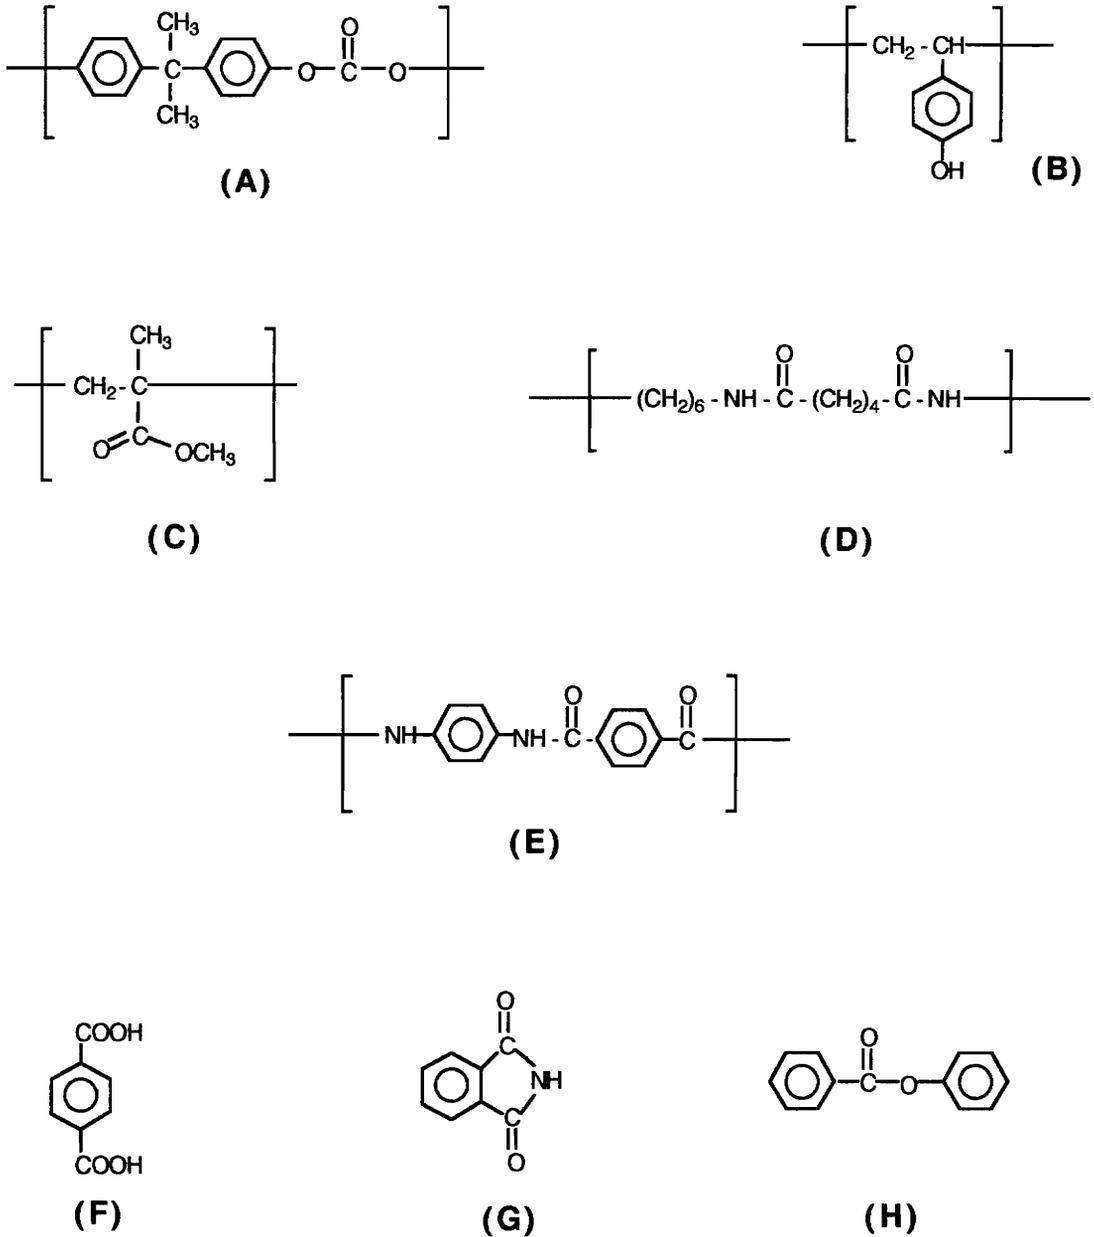 CH₃
O
C
O C O
CH₃
(A)
CH₂ - CH
OH
(B)
CH₃
CH₂ - C
C
O OCH₃
(C)
O O
(CH₂)₆ - NH - C - (CH₂)₄ - C - NH
(D)
O O
NH NH - C - C
(E)
COOH
COOH
(F)
O
C
NH
C
O
(G)
O
C O
(H)